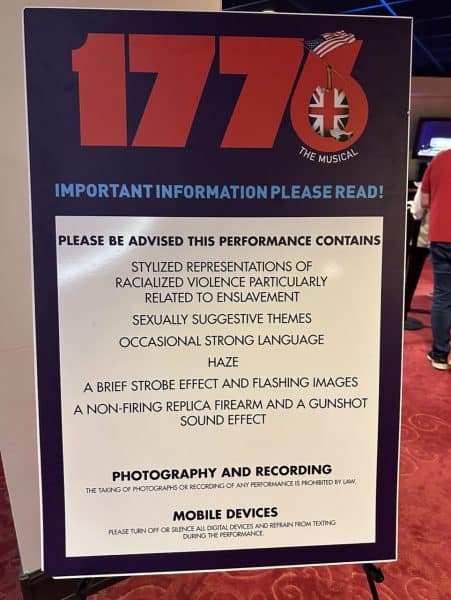 1776
THE MUSICAL
IMPORTANT INFORMATION PLEASE READ!
PLEASE BE ADVISED THIS PERFORMANCE CONTAINS
STYLIZED REPRESENTATIONS OF
RACIALIZED VIOLENCE PARTICULARLY
RELATED TO ENSLAVEMENT
SEXUALLY SUGGESTIVE THEMES
OCCASIONAL STRONG LANGUAGE
HAZE
A BRIEF STROBE EFFECT AND FLASHING IMAGES
A NON-FIRING REPLICA FIREARM AND A GUNSHOT
SOUND EFFECT
PHOTOGRAPHY AND RECORDING
THE TAKING OF PHOTOGRAPHS OR RECORDING OF ANY PERFORMANCE IS PROHIBITED BY LAW.
MOBILE DEVICES
PLEASE TURN OFF OR SILENCE ALL DIGITAL DEVICES AND REFRAIN FROM TEXTING
DURING THE PERFORMANCE.